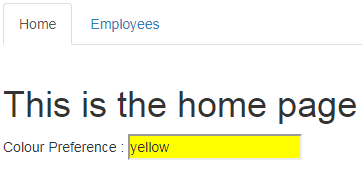 Home Employees
This is the home page
Colour Preference : yellow